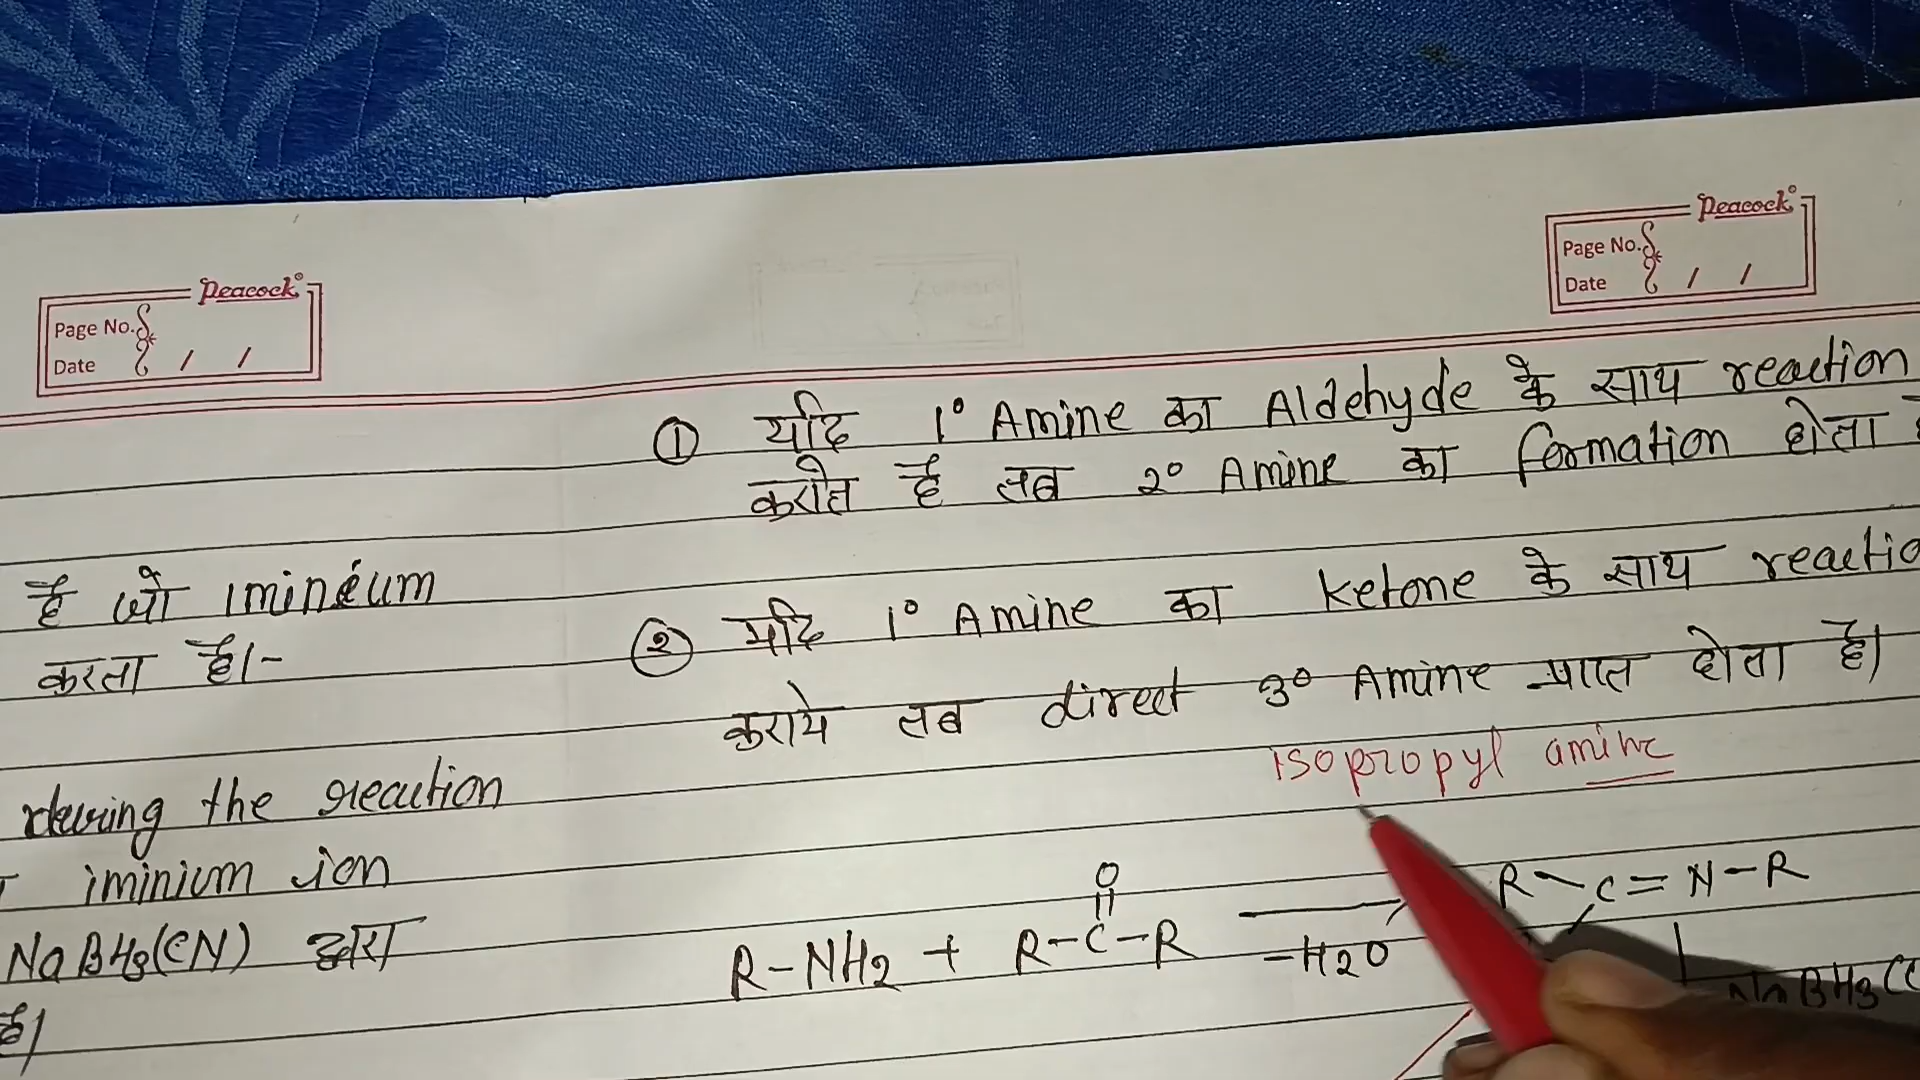 Peacock
Page No.
Date / /
है जो iminium
करता है।-
during the reaction
iminium ion
NaBH3(CN) द्वारा
है।
Peacock
Page No.
Date / /
① यदि 1° Amine का Aldehyde के साथ reaction
कराते है तब 2° Amine का formation होता
② यदि 1° Amine का Ketone के साथ reactio
कराये तब direct 3° Amine प्राप्त होता है।
isopropyl amine
O
R-NH2 + R-C-R -H2O R-C=N-R
NaBH3C